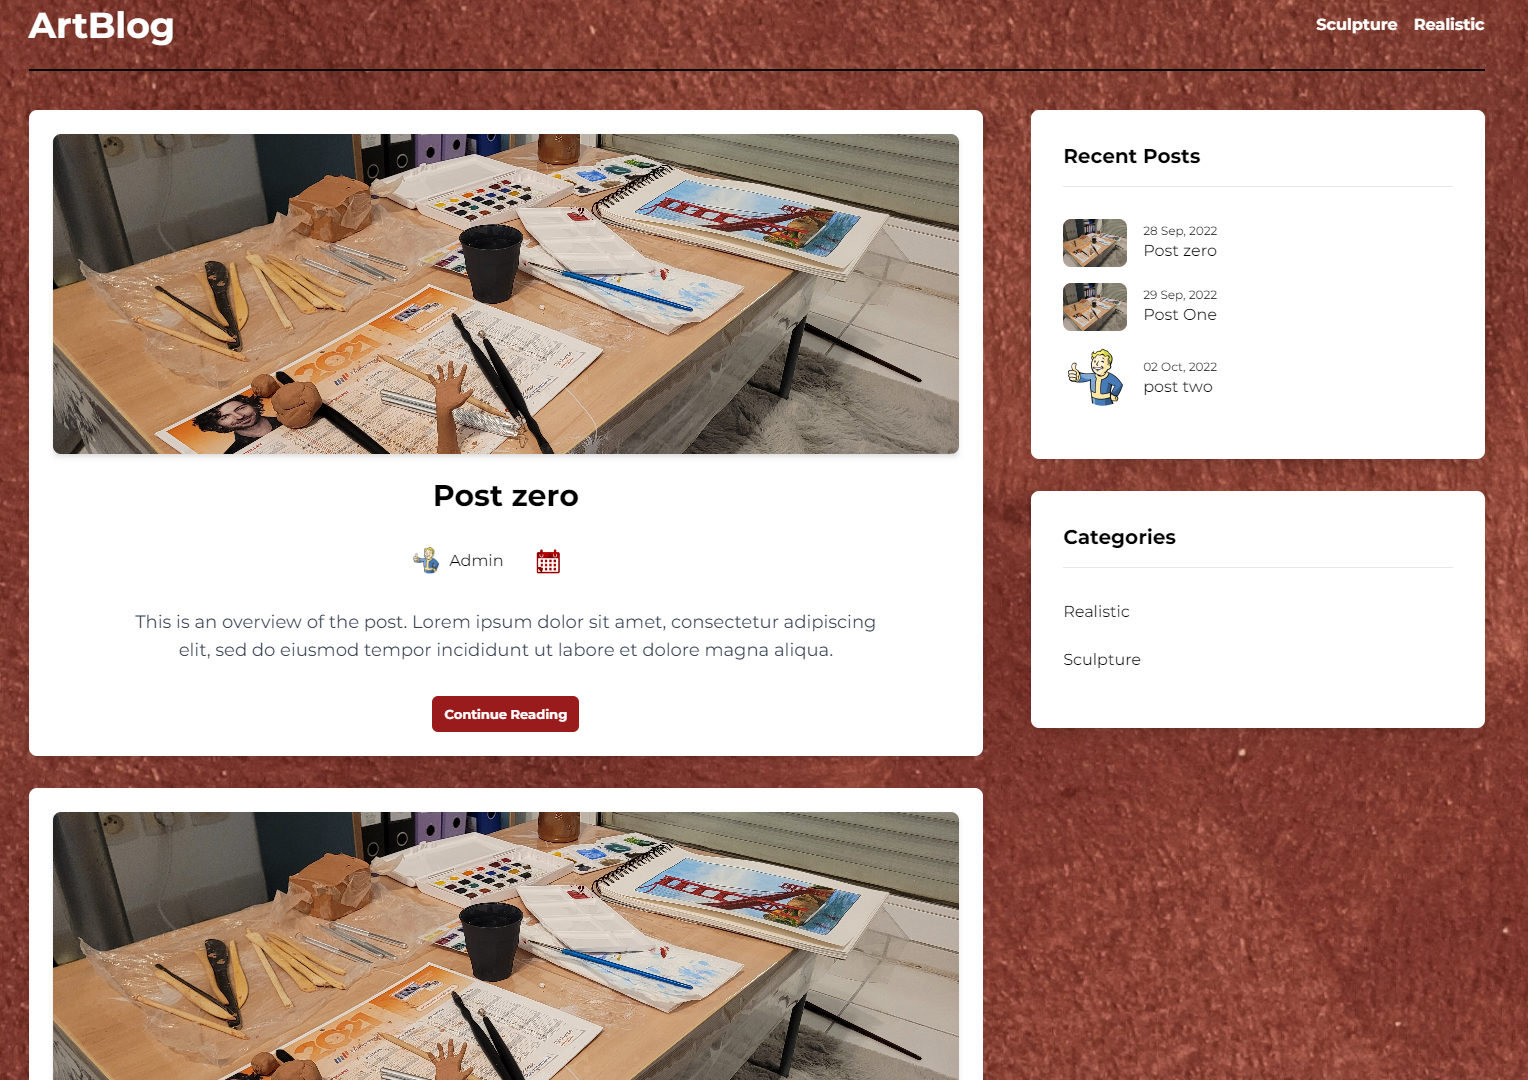 ArtBlog
Sculpture Realistic
2021
Post zero
Admin
This is an overview of the post. Lorem ipsum dolor sit amet, consectetur adipiscing
elit, sed do eiusmod tempor incididunt ut labore et dolore magna aliqua.
Continue Reading
2021
Recent Posts
28 Sep, 2022
Post zero
29 Sep, 2022
Post One
02 Oct, 2022
post two
Categories
Realistic
Sculpture